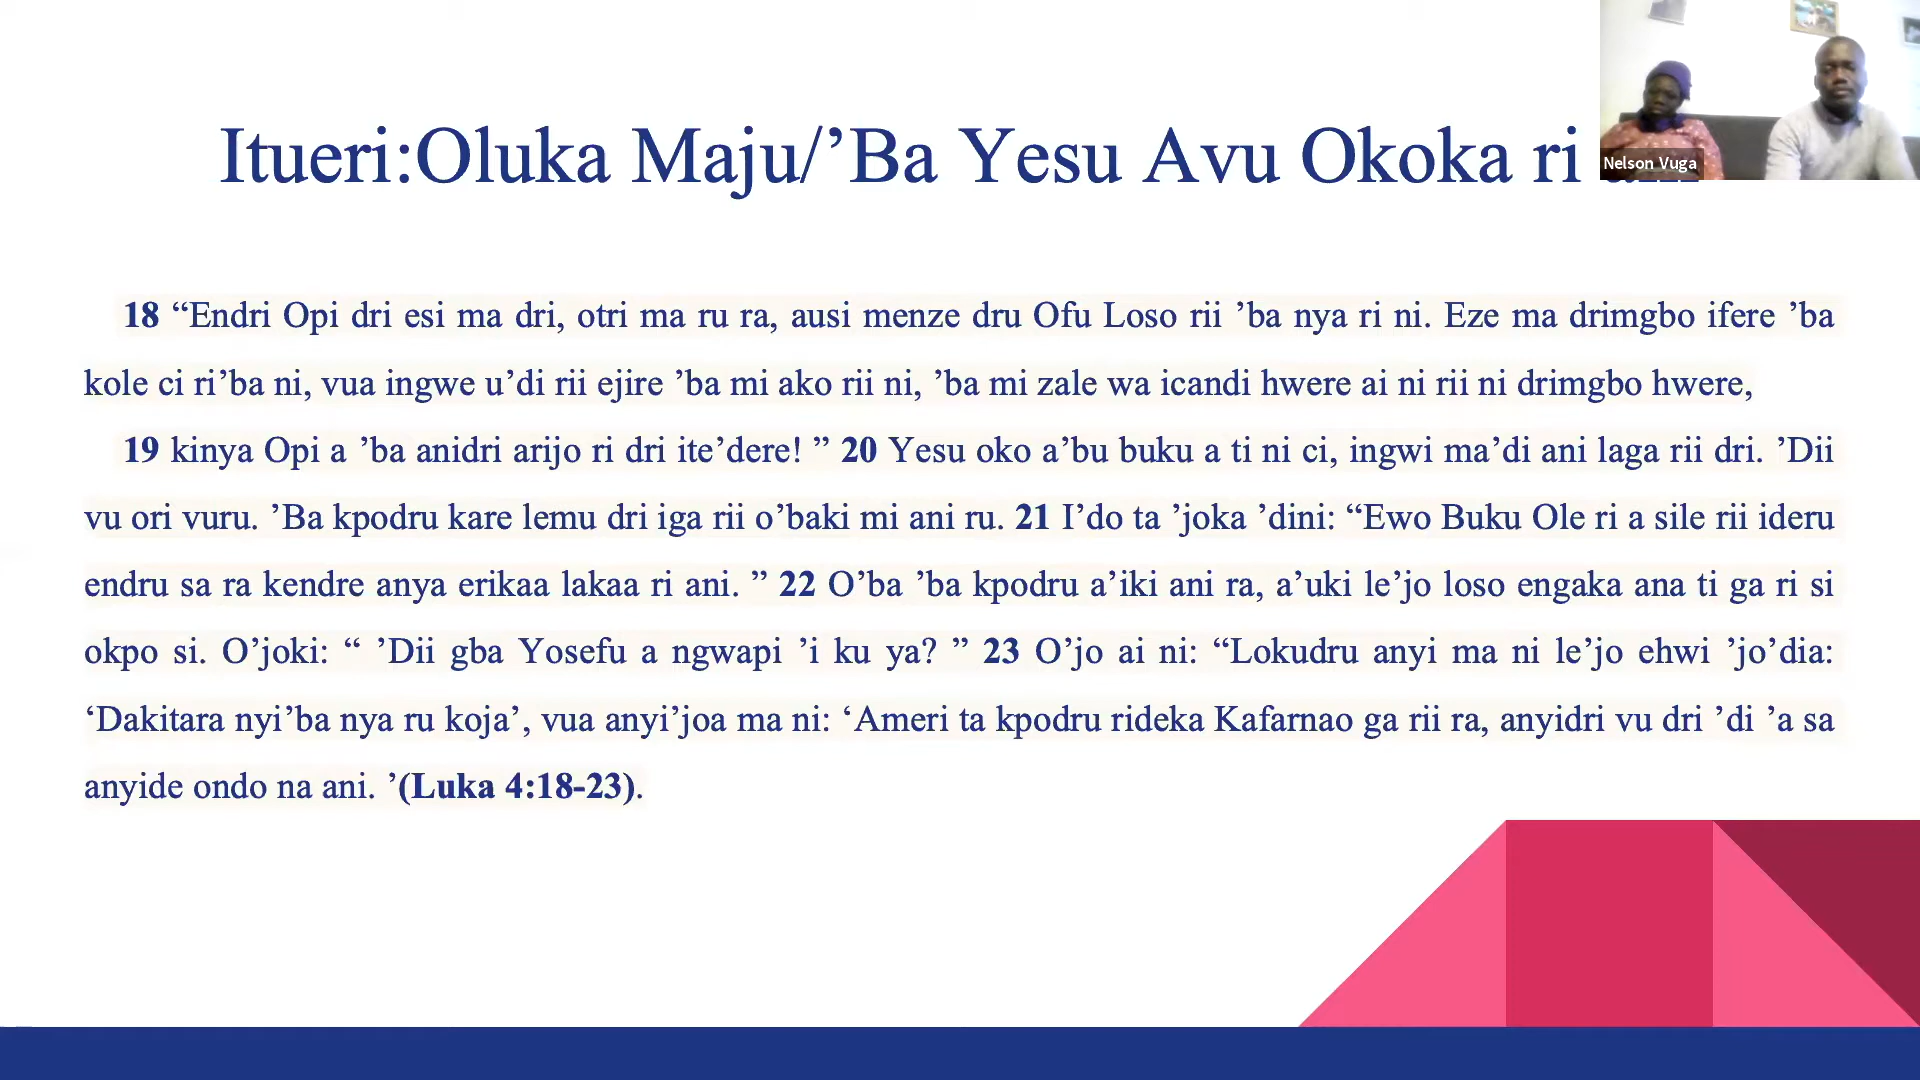 Itueri:Oluka Maju/’Ba Yesu Avu Okoka ri
Nelson Vuga
18 “Endri Opi dri esi ma dri, otri ma ru ra, ausi menze dru Ofu Loso rii ’ba nya ri ni. Eze ma drimgbo ifere ’ba
kole ci ri’ba ni, vua ingwe u’di rii ejire ’ba mi ako rii ni, ’ba mi zale wa icandi hwere ai ni rii ni drimgbo hwere,
19 kinya Opi a ’ba anidri arijo ri dri ite’dere! ” 20 Yesu oko a’bu buku a ti ni ci, ingwi ma’di ani laga rii dri. ’Dii
vu ori vuru. ’Ba kpodru kare lemu dri iga rii o’baki mi ani ru. 21 I’do ta ’joka ’dini: “Ewo Buku Ole ri a sile rii ideru
endru sa ra kendre anya erikaa lakaa ri ani. ” 22 O’ba ’ba kpodru a’iki ani ra, a’uki le’jo loso engaka ana ti ga ri si
okpo si. O’joki: “ ’Dii gba Yosefu a ngwapi ’i ku ya? ” 23 O’jo ai ni: “Lokudru anyi ma ni le’jo ehwi ’jo’dia:
‘Dakitara nyi’ba nya ru koja’, vua anyi’joa ma ni: ‘Ameri ta kpodru rideka Kafarnao ga rii ra, anyidri vu dri ’di ’a sa
anyide ondo na ani. ’(Luka 4:18-23).